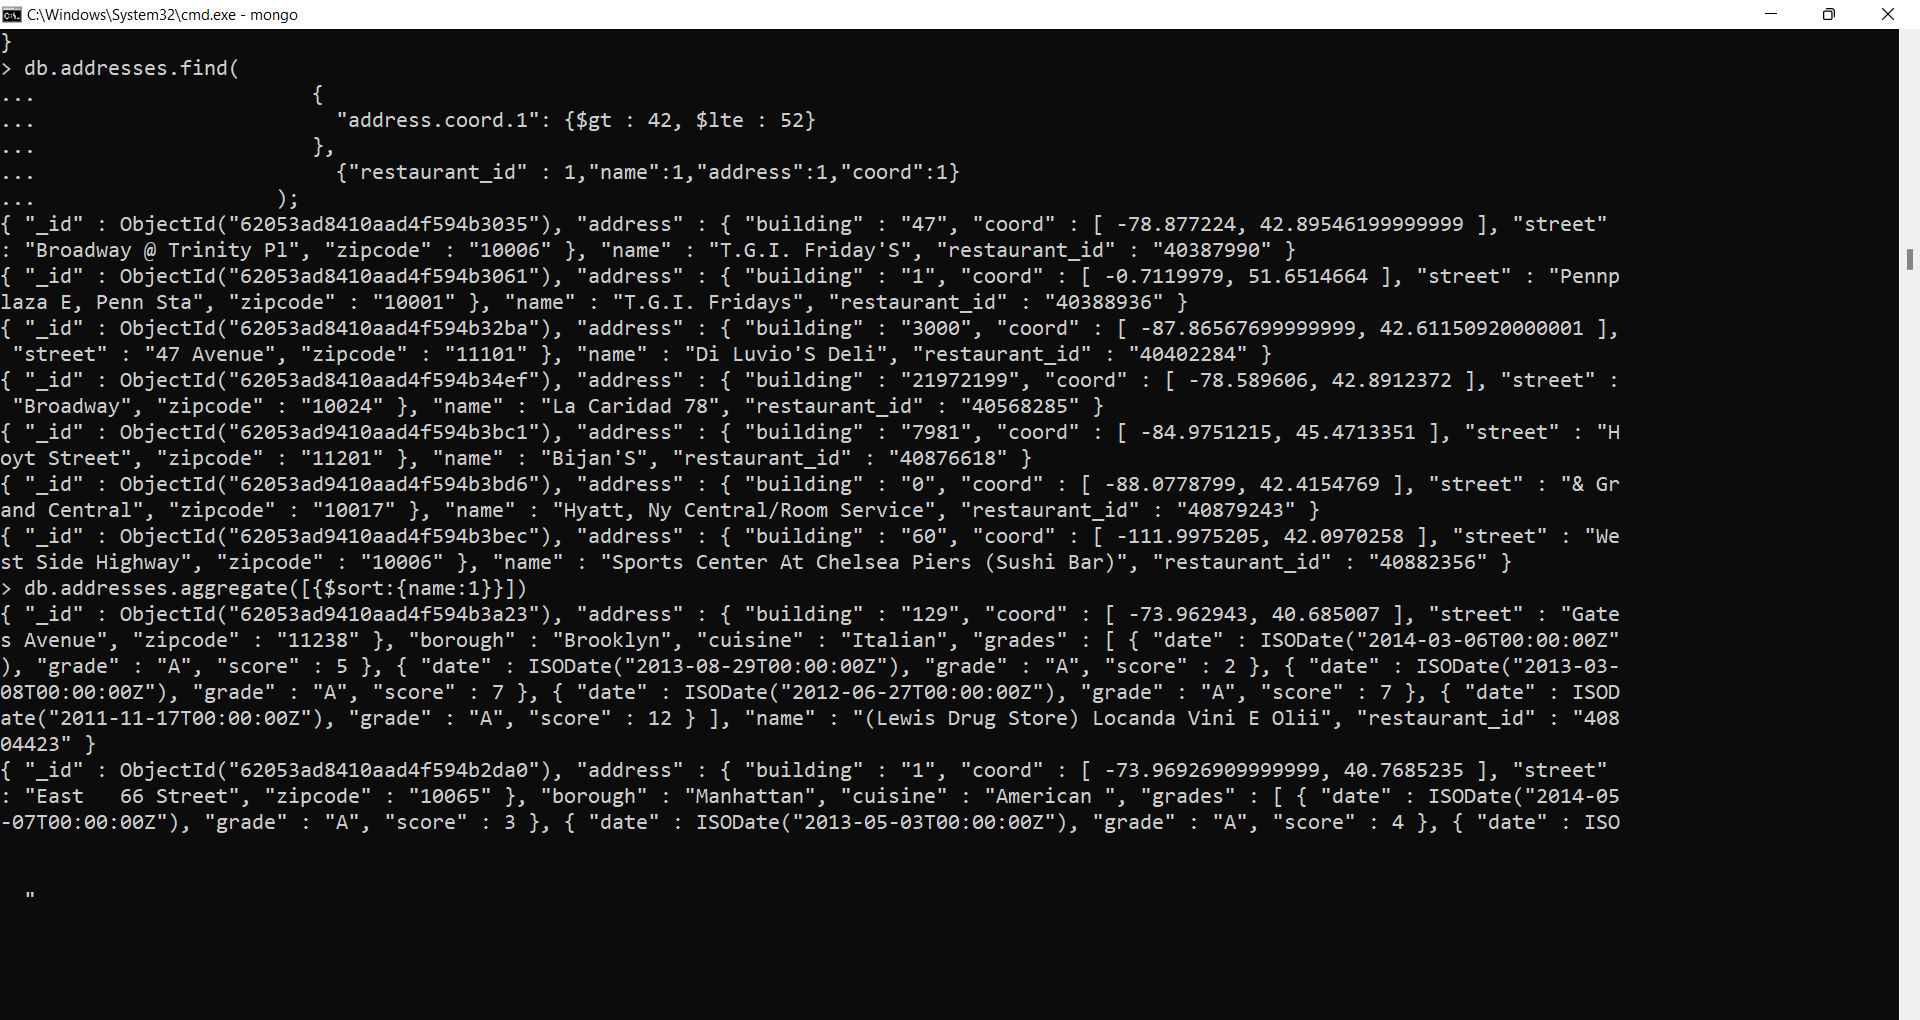 C:\Windows\System32\cmd.exe - mongo
}
> db.addresses.find(
...                       {
...                         "address.coord.1": {$gt : 42, $lte : 52}
...                       },
...                         {"restaurant_id" : 1,"name":1,"address":1,"coord":1}
...                    );
{ "_id" : ObjectId("62053ad8410aad4f594b3035"), "address" : { "building" : "47", "coord" : [ -78.877224, 42.89546199999999 ], "street"
: "Broadway @ Trinity Pl", "zipcode" : "10006" }, "name" : "T.G.I. Friday'S", "restaurant_id" : "40387990" }
{ "_id" : ObjectId("62053ad8410aad4f594b3061"), "address" : { "building" : "1", "coord" : [ -0.7119979, 51.6514664 ], "street" : "Pennp
laza E, Penn Sta", "zipcode" : "10001" }, "name" : "T.G.I. Fridays", "restaurant_id" : "40388936" }
{ "_id" : ObjectId("62053ad8410aad4f594b32ba"), "address" : { "building" : "3000", "coord" : [ -87.86567699999999, 42.61150920000001 ],
 "street" : "47 Avenue", "zipcode" : "11101" }, "name" : "Di Luvio'S Deli", "restaurant_id" : "40402284" }
{ "_id" : ObjectId("62053ad8410aad4f594b34ef"), "address" : { "building" : "21972199", "coord" : [ -78.589606, 42.8912372 ], "street" :
 "Broadway", "zipcode" : "10024" }, "name" : "La Caridad 78", "restaurant_id" : "40568285" }
{ "_id" : ObjectId("62053ad9410aad4f594b3bc1"), "address" : { "building" : "7981", "coord" : [ -84.9751215, 45.4713351 ], "street" : "H
oyt Street", "zipcode" : "11201" }, "name" : "Bijan'S", "restaurant_id" : "40876618" }
{ "_id" : ObjectId("62053ad9410aad4f594b3bd6"), "address" : { "building" : "0", "coord" : [ -88.0778799, 42.4154769 ], "street" : "& Gr
and Central", "zipcode" : "10017" }, "name" : "Hyatt, Ny Central/Room Service", "restaurant_id" : "40879243" }
{ "_id" : ObjectId("62053ad9410aad4f594b3bec"), "address" : { "building" : "60", "coord" : [ -111.9975205, 42.0970258 ], "street" : "We
st Side Highway", "zipcode" : "10006" }, "name" : "Sports Center At Chelsea Piers (Sushi Bar)", "restaurant_id" : "40882356" }
> db.addresses.aggregate([{$sort:{name:1}}])
{ "_id" : ObjectId("62053ad9410aad4f594b3a23"), "address" : { "building" : "129", "coord" : [ -73.962943, 40.685007 ], "street" : "Gate
s Avenue", "zipcode" : "11238" }, "borough" : "Brooklyn", "cuisine" : "Italian", "grades" : [ { "date" : ISODate("2014-03-06T00:00:00Z"
), "grade" : "A", "score" : 5 }, { "date" : ISODate("2013-08-29T00:00:00Z"), "grade" : "A", "score" : 2 }, { "date" : ISODate("2013-03-
08T00:00:00Z"), "grade" : "A", "score" : 7 }, { "date" : ISODate("2012-06-27T00:00:00Z"), "grade" : "A", "score" : 7 }, { "date" : ISOD
ate("2011-11-17T00:00:00Z"), "grade" : "A", "score" : 12 } ], "name" : "(Lewis Drug Store) Locanda Vini E Olii", "restaurant_id" : "408
04423" }
{ "_id" : ObjectId("62053ad8410aad4f594b2da0"), "address" : { "building" : "1", "coord" : [ -73.96926909999999, 40.7685235 ], "street"
: "East   66 Street", "zipcode" : "10065" }, "borough" : "Manhattan", "cuisine" : "American ", "grades" : [ { "date" : ISODate("2014-05
-07T00:00:00Z"), "grade" : "A", "score" : 3 }, { "date" : ISODate("2013-05-03T00:00:00Z"), "grade" : "A", "score" : 4 }, { "date" : ISO
"